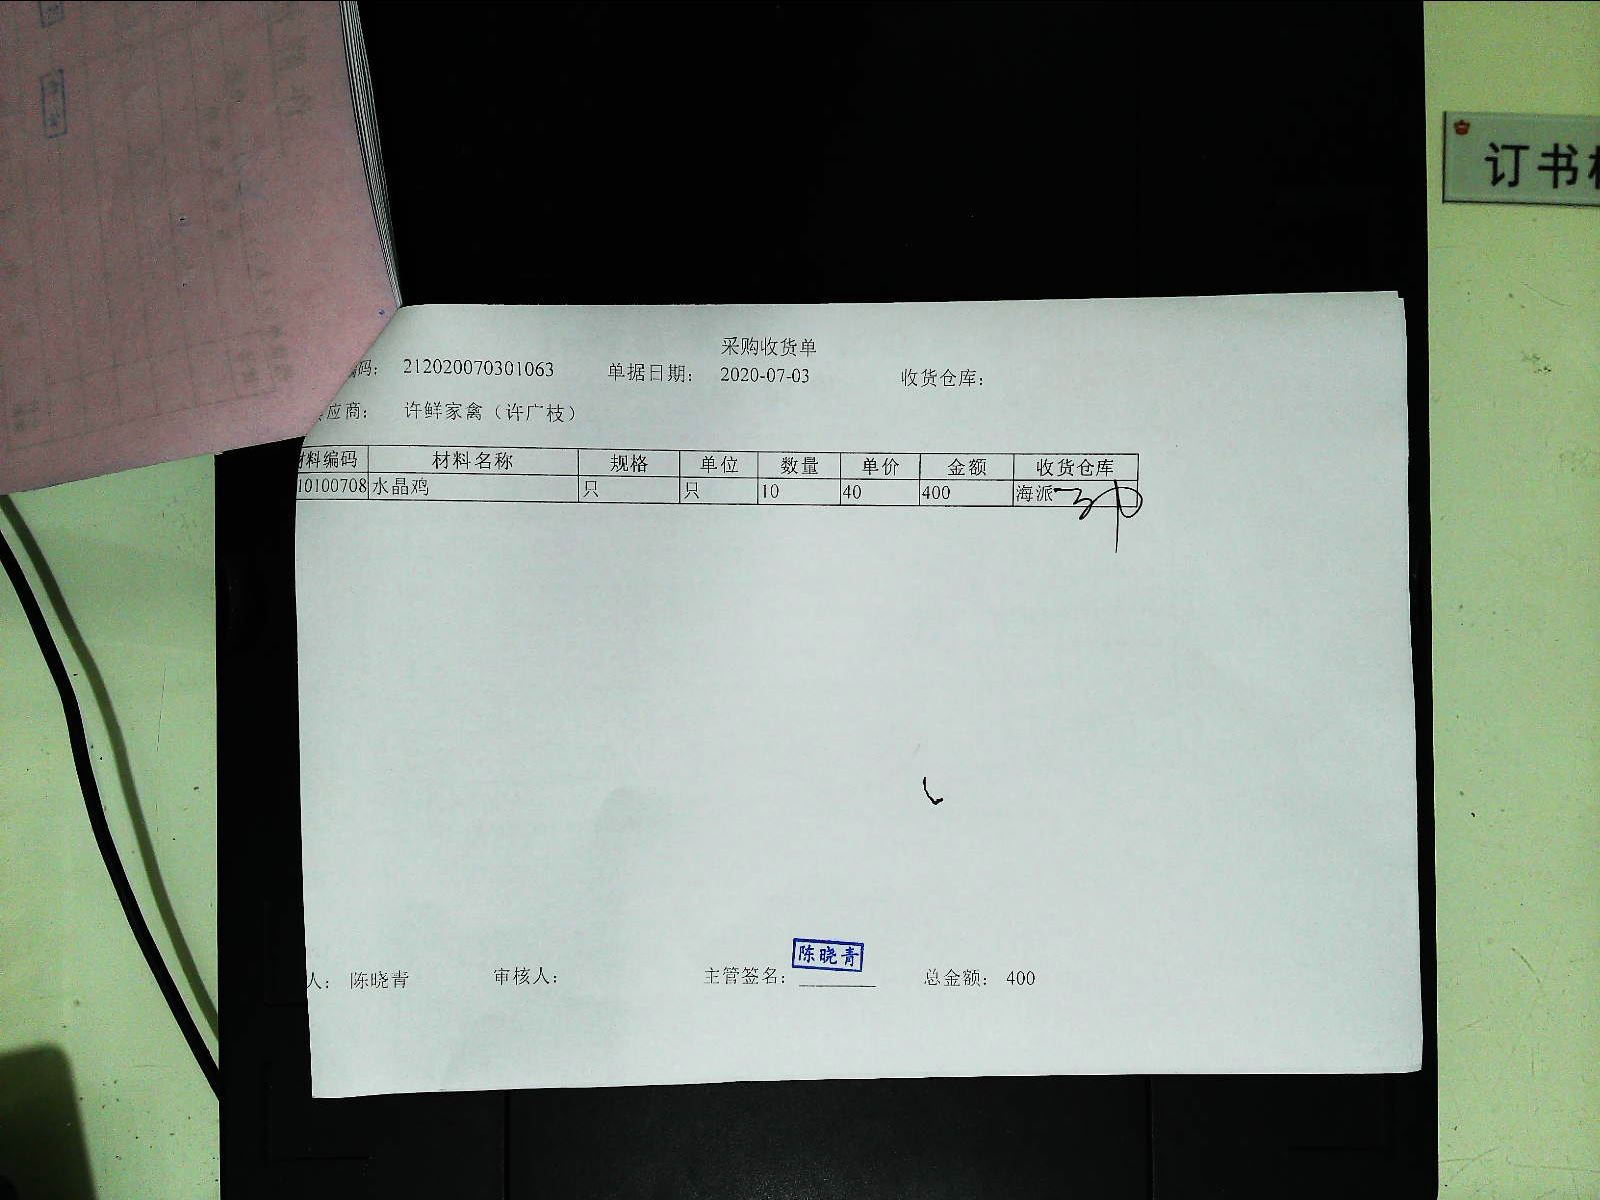 订书
采购收货单
码: 212020070301063 单据日期: 2020-07-03 收货仓库:
应商: 许鲜家禽（许广枝）
料编码 材料名称 规格 单位 数量 单价 金额 收货仓库
10100708 水晶鸡 只 只 10 40 400 海派
陈晓青
人: 陈晓青 审核人: 主管签名: 总金额: 400